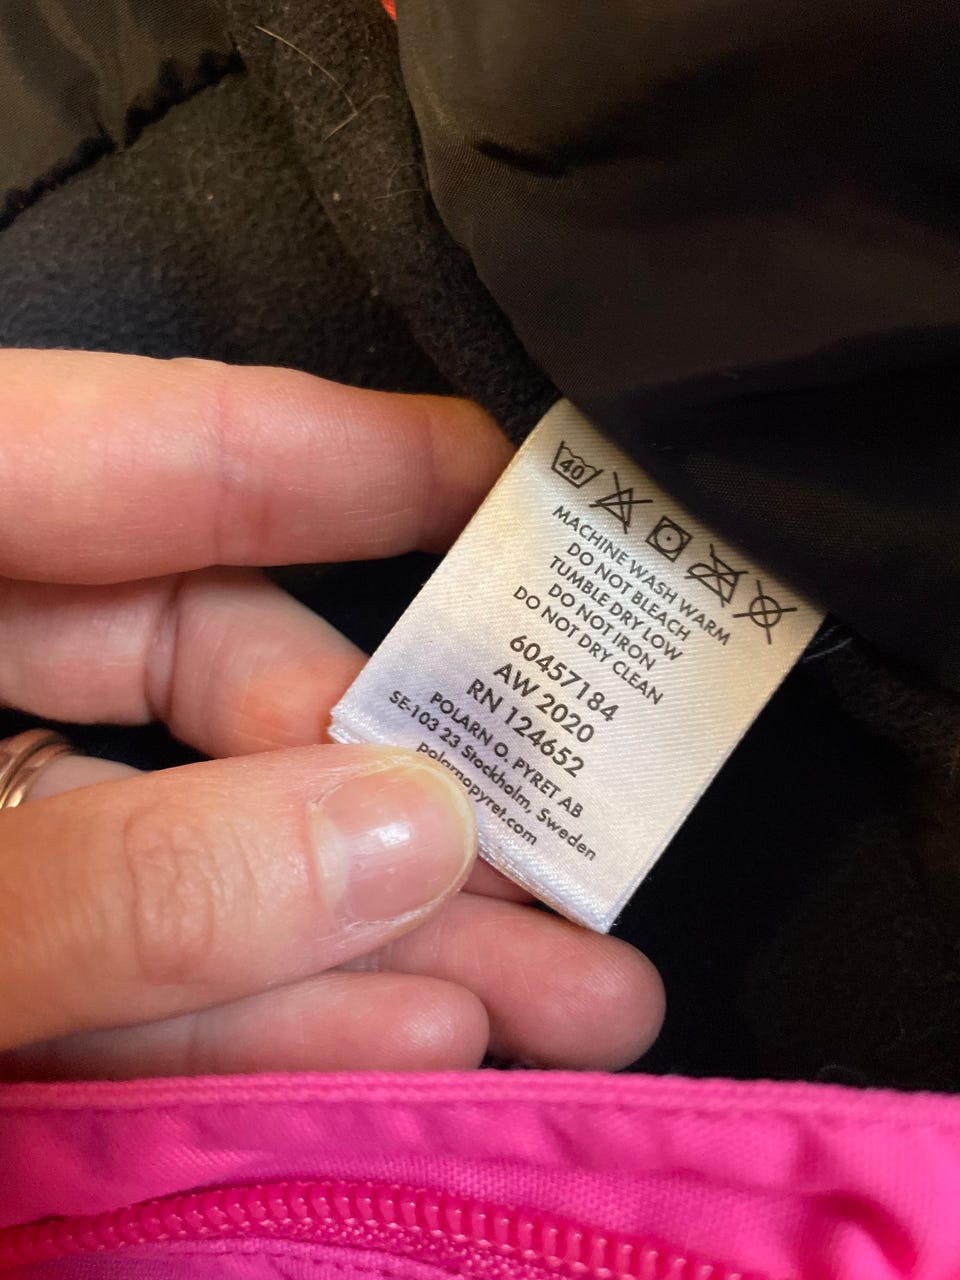 40
MACHINE WASH WARM
DO NOT BLEACH
TUMBLE DRY LOW
DO NOT IRON
DO NOT DRY CLEAN
60457184
AW 2020
RN 124652
POLARN O. PYRET AB
SE-103 23 Stockholm, Sweden
polarnopyret.com